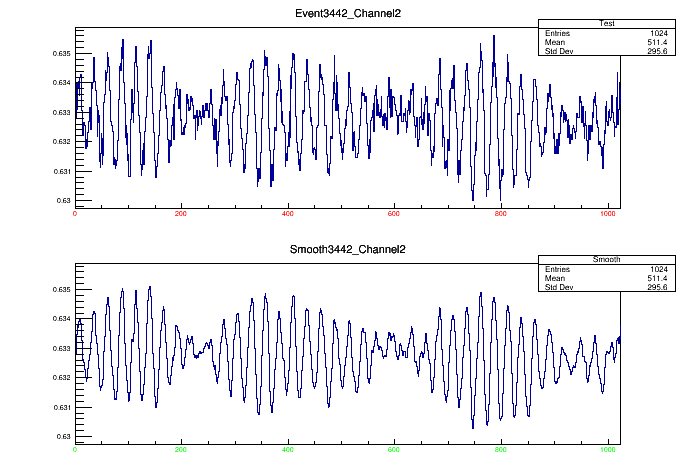 Event3442_Channel2
Test
Entries 1024
Mean 511.4
Std Dev 295.6
0.635
0.634
0.633
0.632
0.631
0.63
0 200 400 600 800 1000
Smooth3442_Channel2
Smooth
Entries 1024
Mean 511.4
Std Dev 295.6
0.635
0.634
0.633
0.632
0.631
0.63
0 200 400 600 800 1000